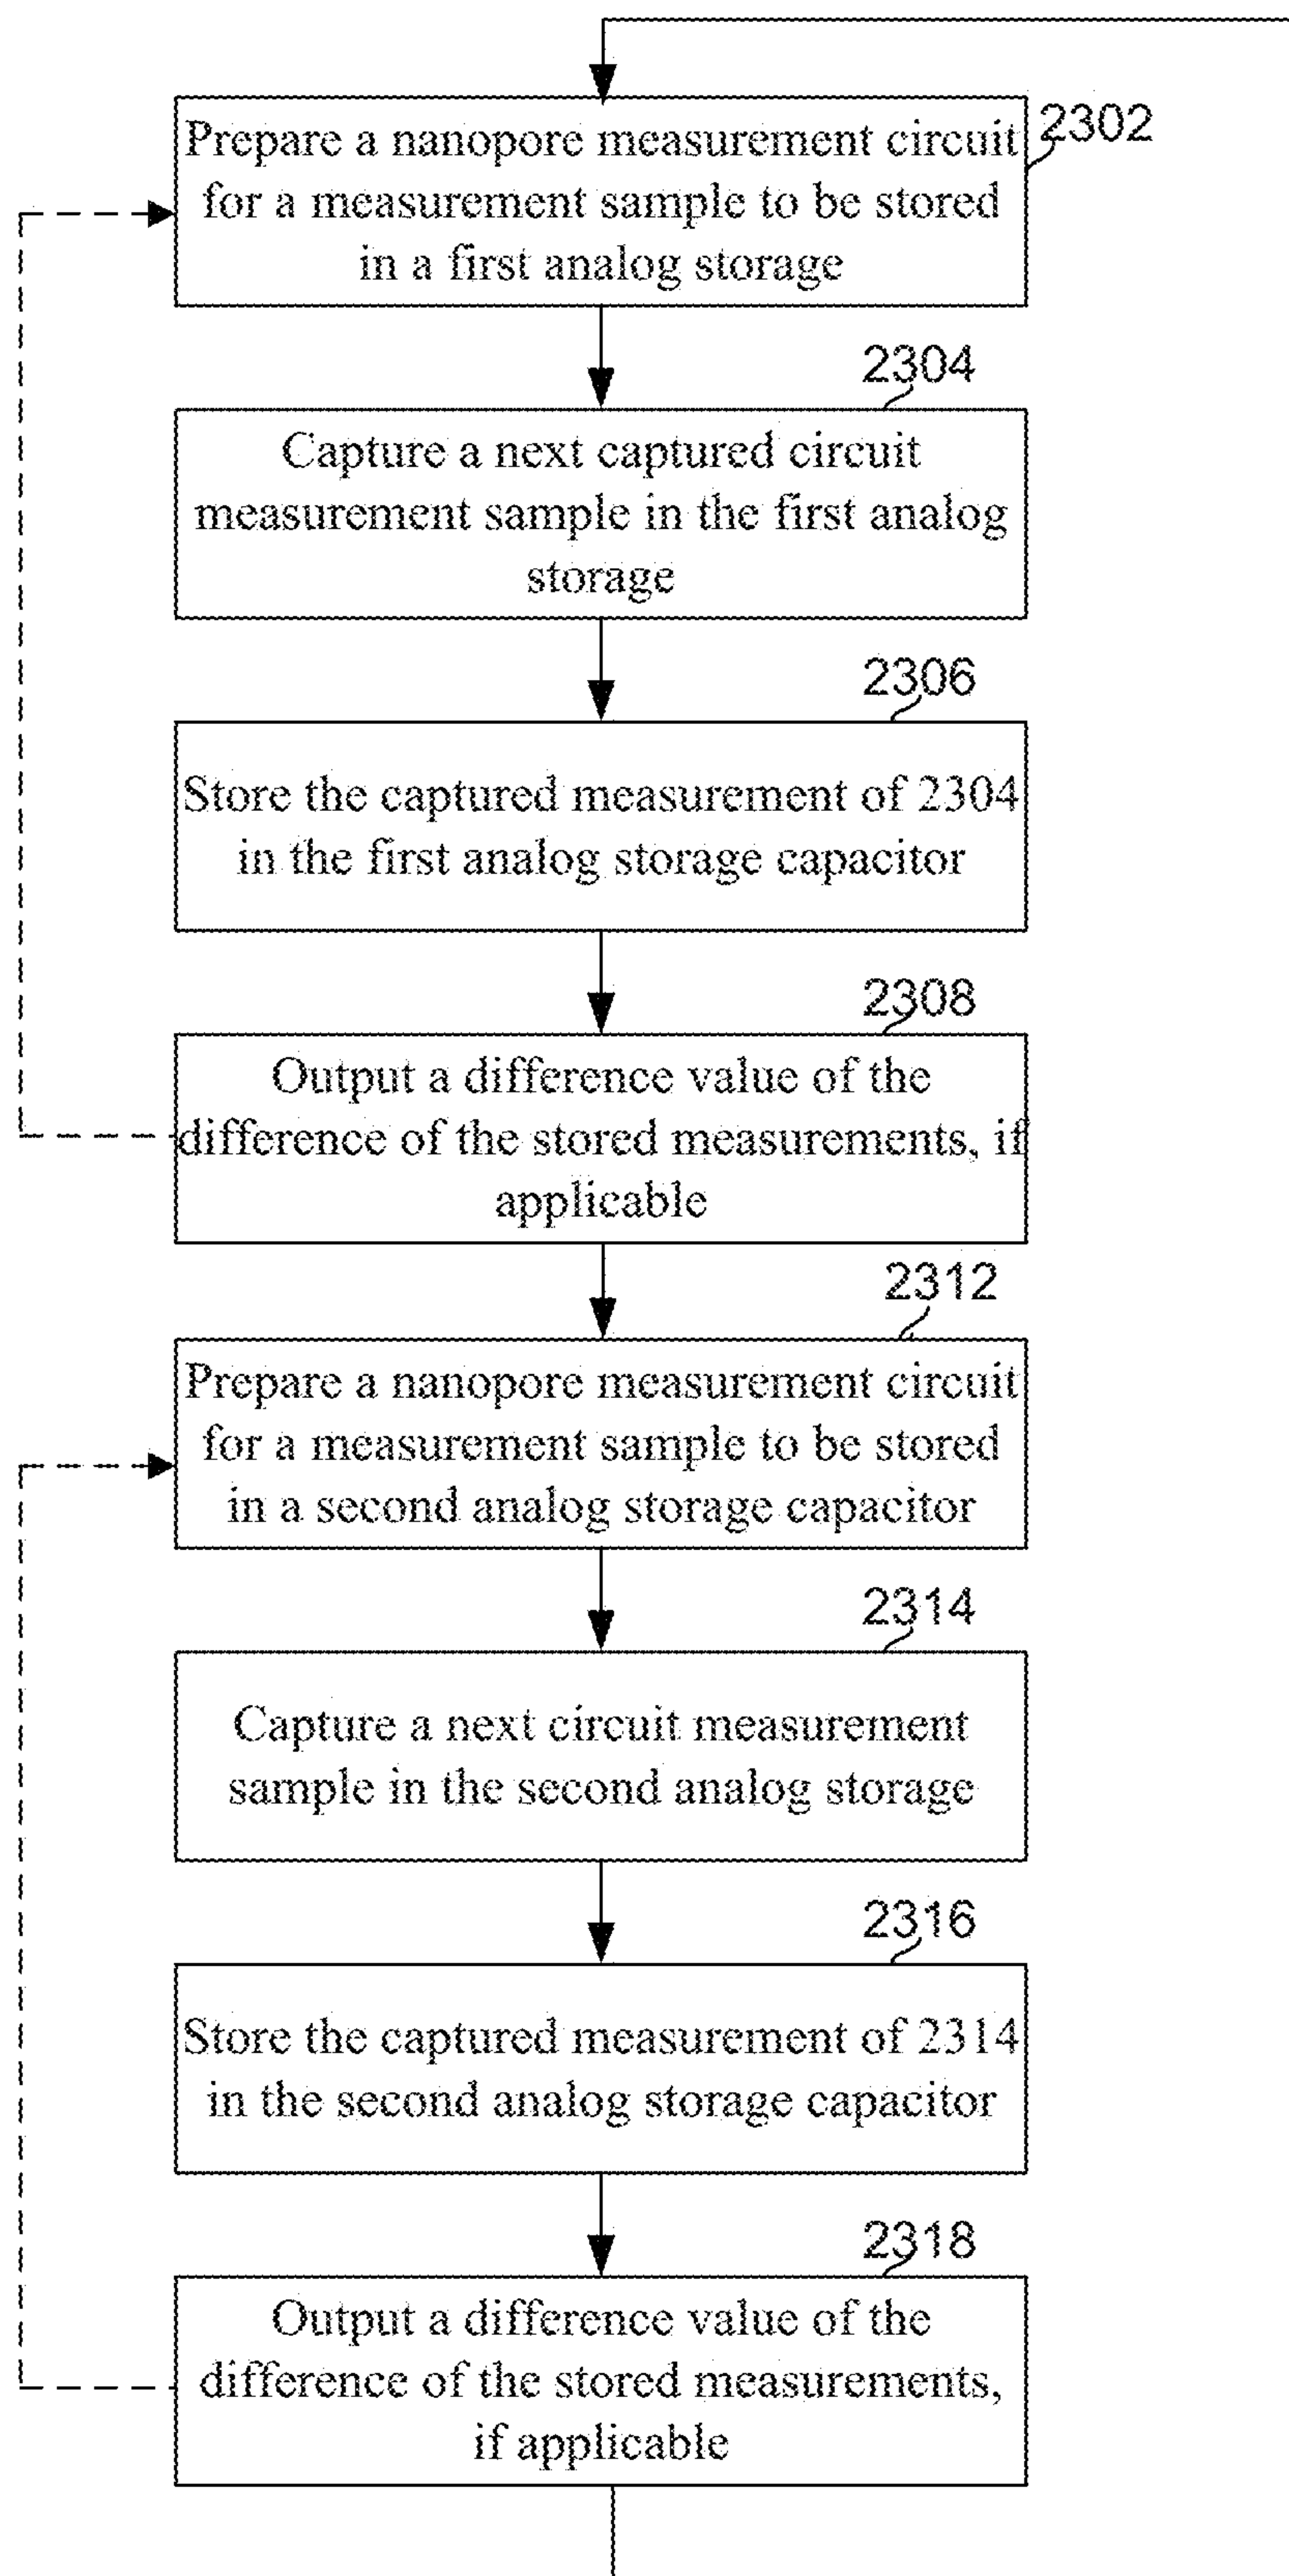 Prepare a nanopore measurement circuit
for a measurement sample to be stored
in a first analog storage
2302
2304
Capture a next captured circuit
measurement sample in the first analog
storage
2306
Store the captured measurement of 2304
in the first analog storage capacitor
2308
Output a difference value of the
difference of the stored measurements, if
applicable
2312
Prepare a nanopore measurement circuit
for a measurement sample to be stored
in a second analog storage capacitor
2314
Capture a next circuit measurement
sample in the second analog storage
2316
Store the captured measurement of 2314
in the second analog storage capacitor
2318
Output a difference value of the
difference of the stored measurements,
if applicable